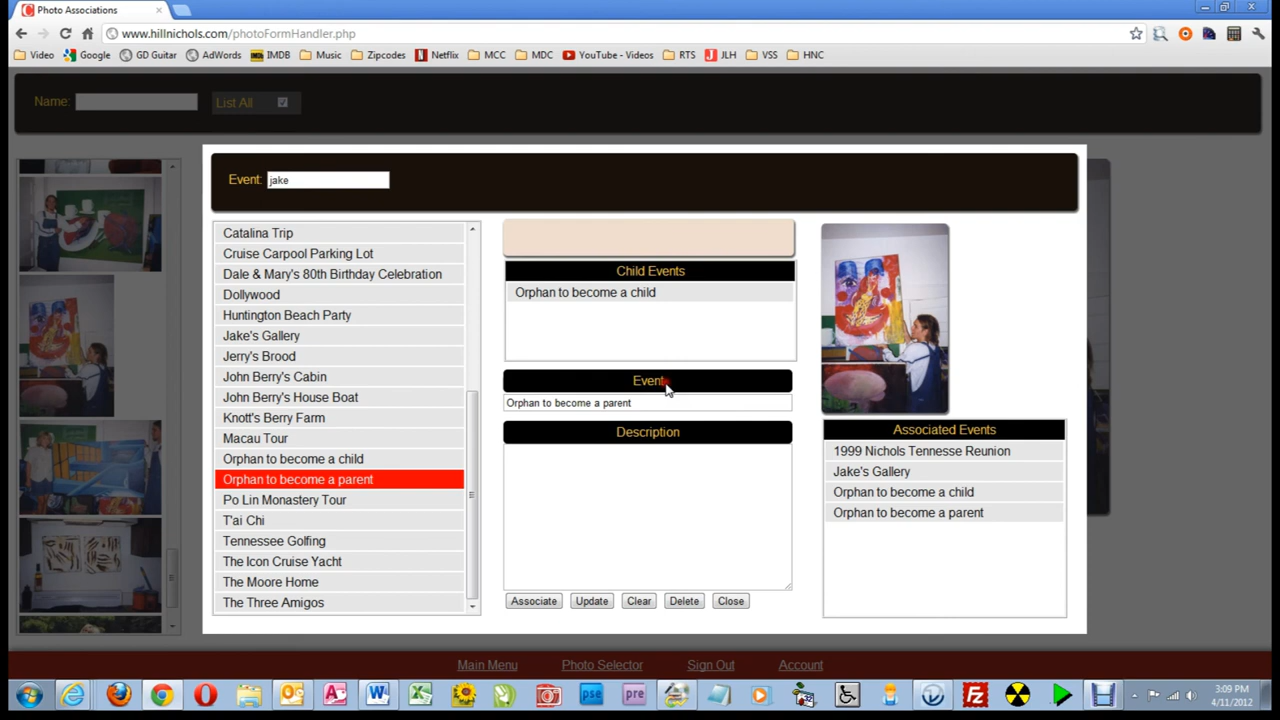 Photo Associations
www.hillnichols.com/photoFormHandler.php
Video Google GD Guitar AdWords IMDB Music Zipcodes Netflix MCC MDC YouTube - Videos RTS JLH VSS HNC
Name: List All
Event: jake
Catalina Trip
Cruise Carpool Parking Lot
Dale & Mary's 80th Birthday Celebration
Dollywood
Huntington Beach Party
Jake's Gallery
Jerry's Brood
John Berry's Cabin
John Berry's House Boat
Knott's Berry Farm
Macau Tour
Orphan to become a child
Orphan to become a parent
Po Lin Monastery Tour
T'ai Chi
Tennessee Golfing
The Icon Cruise Yacht
The Moore Home
The Three Amigos
Child Events
Orphan to become a child
Event
Orphan to become a parent
Description
Associate Update Clear Delete Close
Associated Events
1999 Nichols Tennesse Reunion
Jake's Gallery
Orphan to become a child
Orphan to become a parent
Main Menu Photo Selector Sign Out Account
pse pre
3:09 PM
4/11/2012